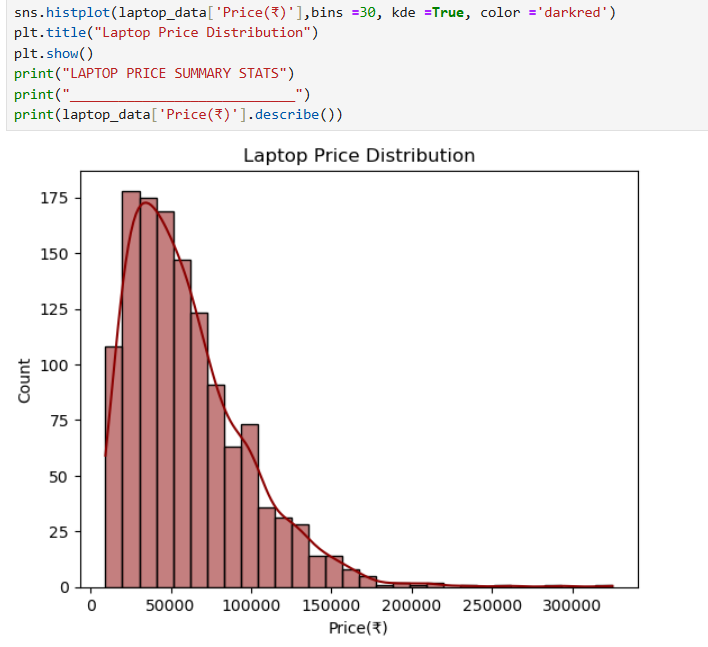 sns.histplot(laptop_data['Price(₹)'],bins =30, kde =True, color ='darkred')
plt.title("Laptop Price Distribution")
plt.show()
print("LAPTOP PRICE SUMMARY STATS")
print("____________________________")
print(laptop_data['Price(₹)'].describe())
Laptop Price Distribution
175
150
125
100
75
50
25
0
Count
0 50000 100000 150000 200000 250000 300000
Price(₹)